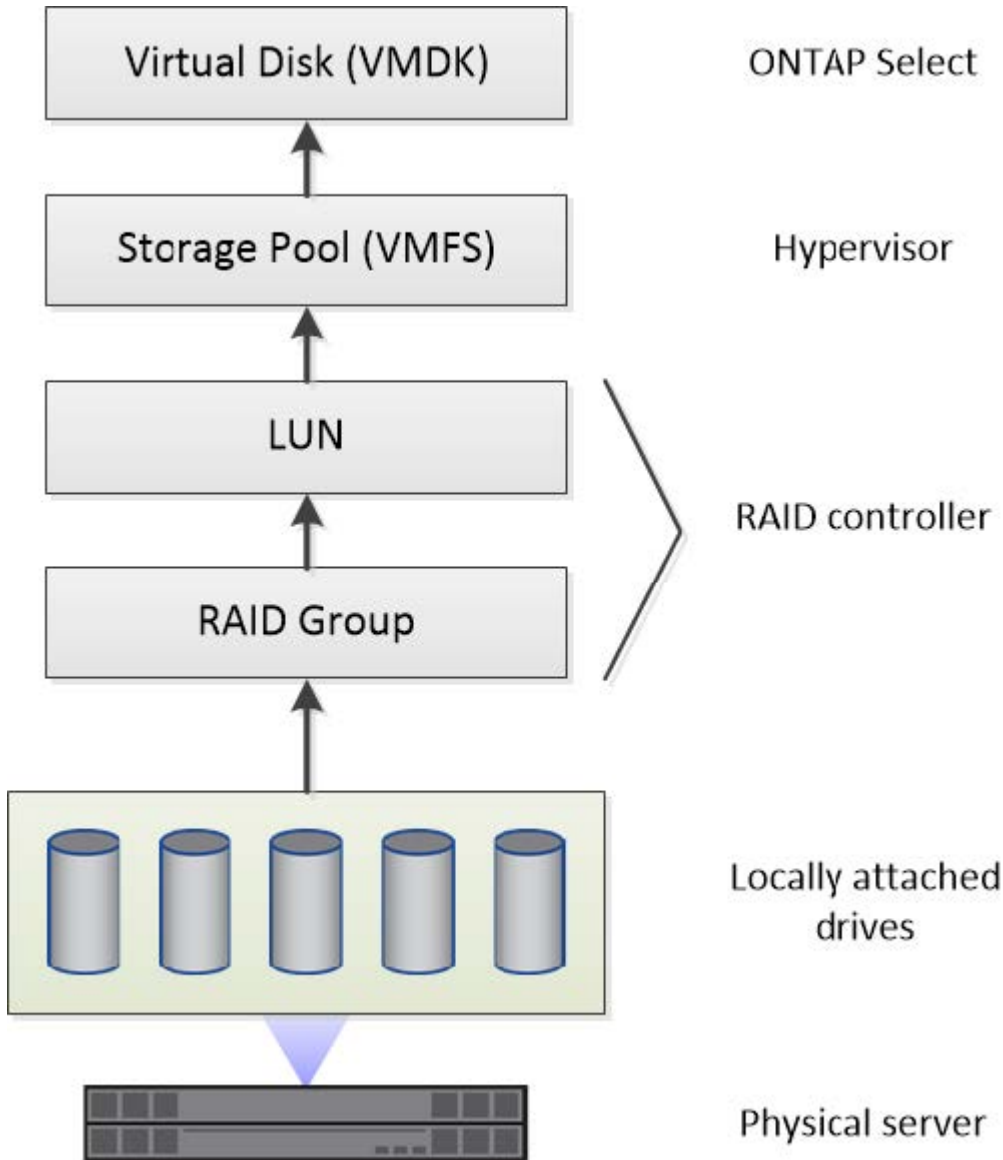 Virtual Disk (VMDK)
ONTAP Select
Storage Pool (VMFS)
Hypervisor
LUN
RAID controller
RAID Group
Locally attached
drives
Physical server